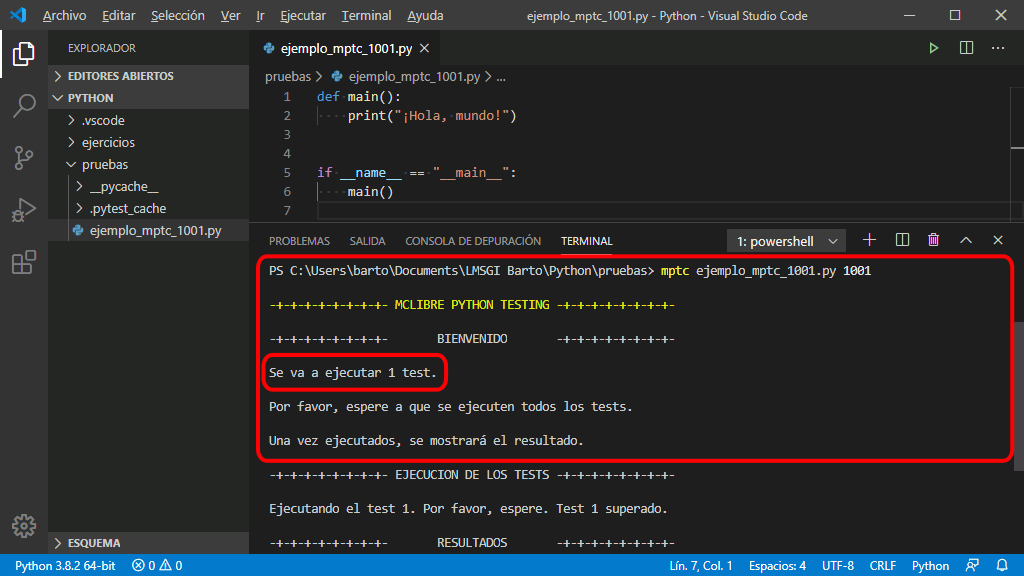 Archivo Editar Selección Ver Ir Ejecutar Terminal Ayuda ejemplo_mptc_1001.py - Python - Visual Studio Code
EXPLORADOR
EDITORES ABIERTOS
PYTHON
.vscode
ejercicios
pruebas
__pycache__
.pytest_cache
ejemplo_mptc_1001.py
ESQUEMA
ejemplo_mptc_1001.py
pruebas > ejemplo_mptc_1001.py > ...
1 def main():
2 print("¡Hola, mundo!")
3
4
5 if __name__ == "__main__":
6 main()
7
PROBLEMAS SALIDA CONSOLA DE DEPURACIÓN TERMINAL 1: powershell
PS C:\Users\barto\Documents\LMSGI Barto\Python\pruebas> mptc ejemplo_mptc_1001.py 1001
-+-+-+-+-+-+-+-+- MCLIBRE PYTHON TESTING -+-+-+-+-+-+-+-+-
-+-+-+-+-+-+-+-+- BIENVENIDO -+-+-+-+-+-+-+-+-
Se va a ejecutar 1 test.
Por favor, espere a que se ejecuten todos los tests.
Una vez ejecutados, se mostrará el resultado.
-+-+-+-+-+-+-+-+- EJECUCION DE LOS TESTS -+-+-+-+-+-+-+-+-
Ejecutando el test 1. Por favor, espere. Test 1 superado.
-+-+-+-+-+-+-+-+- RESULTADOS -+-+-+-+-+-+-+-+-
Python 3.8.2 64-bit 0 0 Lín. 7, Col. 1 Espacios: 4 UTF-8 CRLF Python